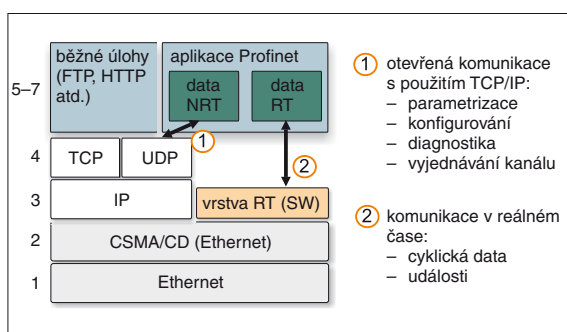 běžné úlohy
(FTP, HTTP
atd.)
aplikace Profinet
data
NRT
data
RT
5–7
1
2
4
TCP
UDP
3
IP
vrstva RT (SW)
2
CSMA/CD (Ethernet)
1
Ethernet
1 otevřená komunikace
s použitím TCP/IP:
– parametrizace
– konfigurování
– diagnostika
– vyjednávání kanálu
2 komunikace v reálném
čase:
– cyklická data
– události